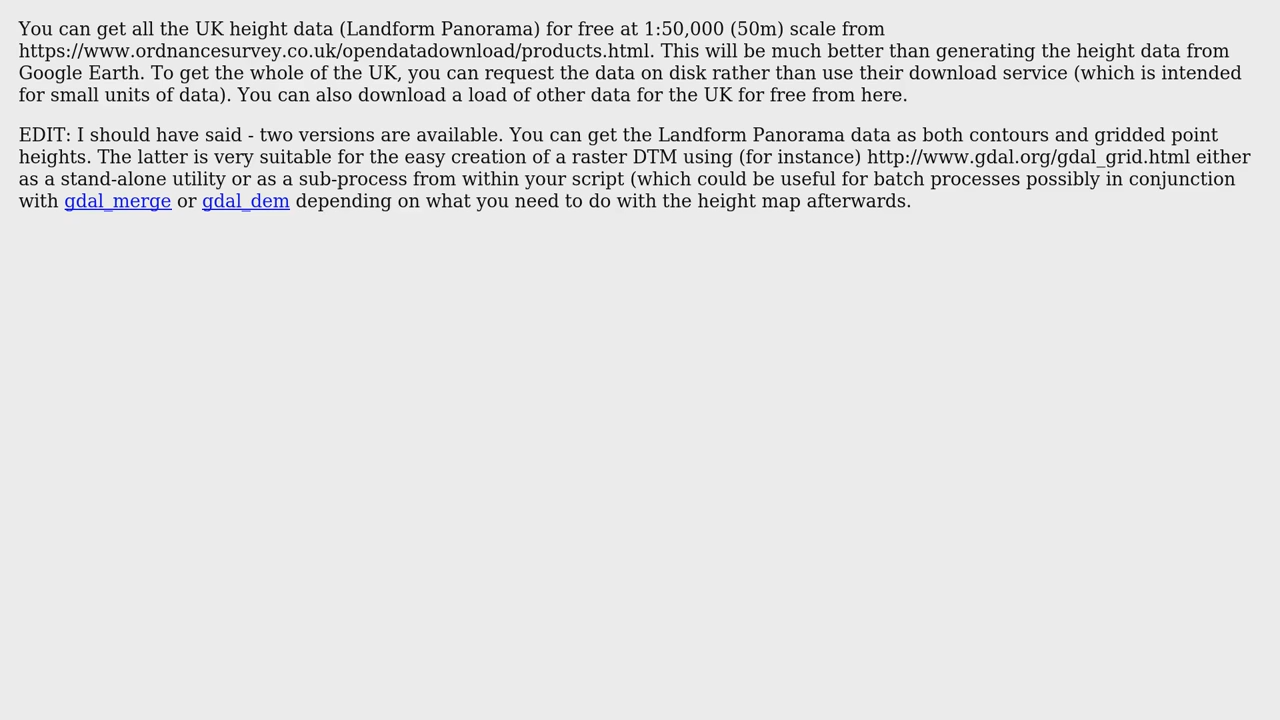 You can get all the UK height data (Landform Panorama) for free at 1:50,000 (50m) scale from
https://www.ordnancesurvey.co.uk/opendatadownload/products.html. This will be much better than generating the height data from
Google Earth. To get the whole of the UK, you can request the data on disk rather than use their download service (which is intended
for small units of data). You can also download a load of other data for the UK for free from here.
EDIT: I should have said - two versions are available. You can get the Landform Panorama data as both contours and gridded point
heights. The latter is very suitable for the easy creation of a raster DTM using (for instance) http://www.gdal.org/gdal_grid.html either
as a stand-alone utility or as a sub-process from within your script (which could be useful for batch processes possibly in conjunction
with gdal_merge or gdal_dem depending on what you need to do with the height map afterwards.